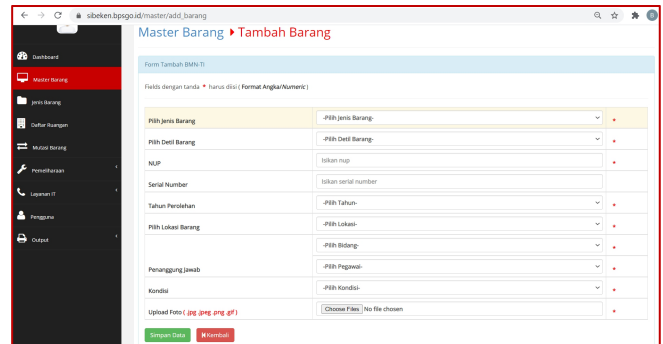 sibeken.bpsgo.id/master/add_barang
Master Barang Tambah Barang
Dashboard
Master Barang
Jenis Barang
Daftar Ruangan
Mutasi Barang
Pemeliharaan
Layanan IT
Pengguna
Output
Form Tambah BMN-TI
Fields dengan tanda * harus diisi ( Format Angka/Numeric )
Pilih Jenis Barang -Pilih Jenis Barang- *
Pilih Detil Barang -Pilih Detil Barang- *
NUP Isikan nup *
Serial Number Isikan serial number
Tahun Perolehan -Pilih Tahun- *
Pilih Lokasi Barang -Pilih Lokasi- *
-Pilih Bidang- *
Penanggung Jawab -Pilih Pegawai- *
Kondisi -Pilih Kondisi- *
Upload Foto ( .jpg .jpeg .png .gif ) Choose Files No file chosen *
Simpan Data Kembali